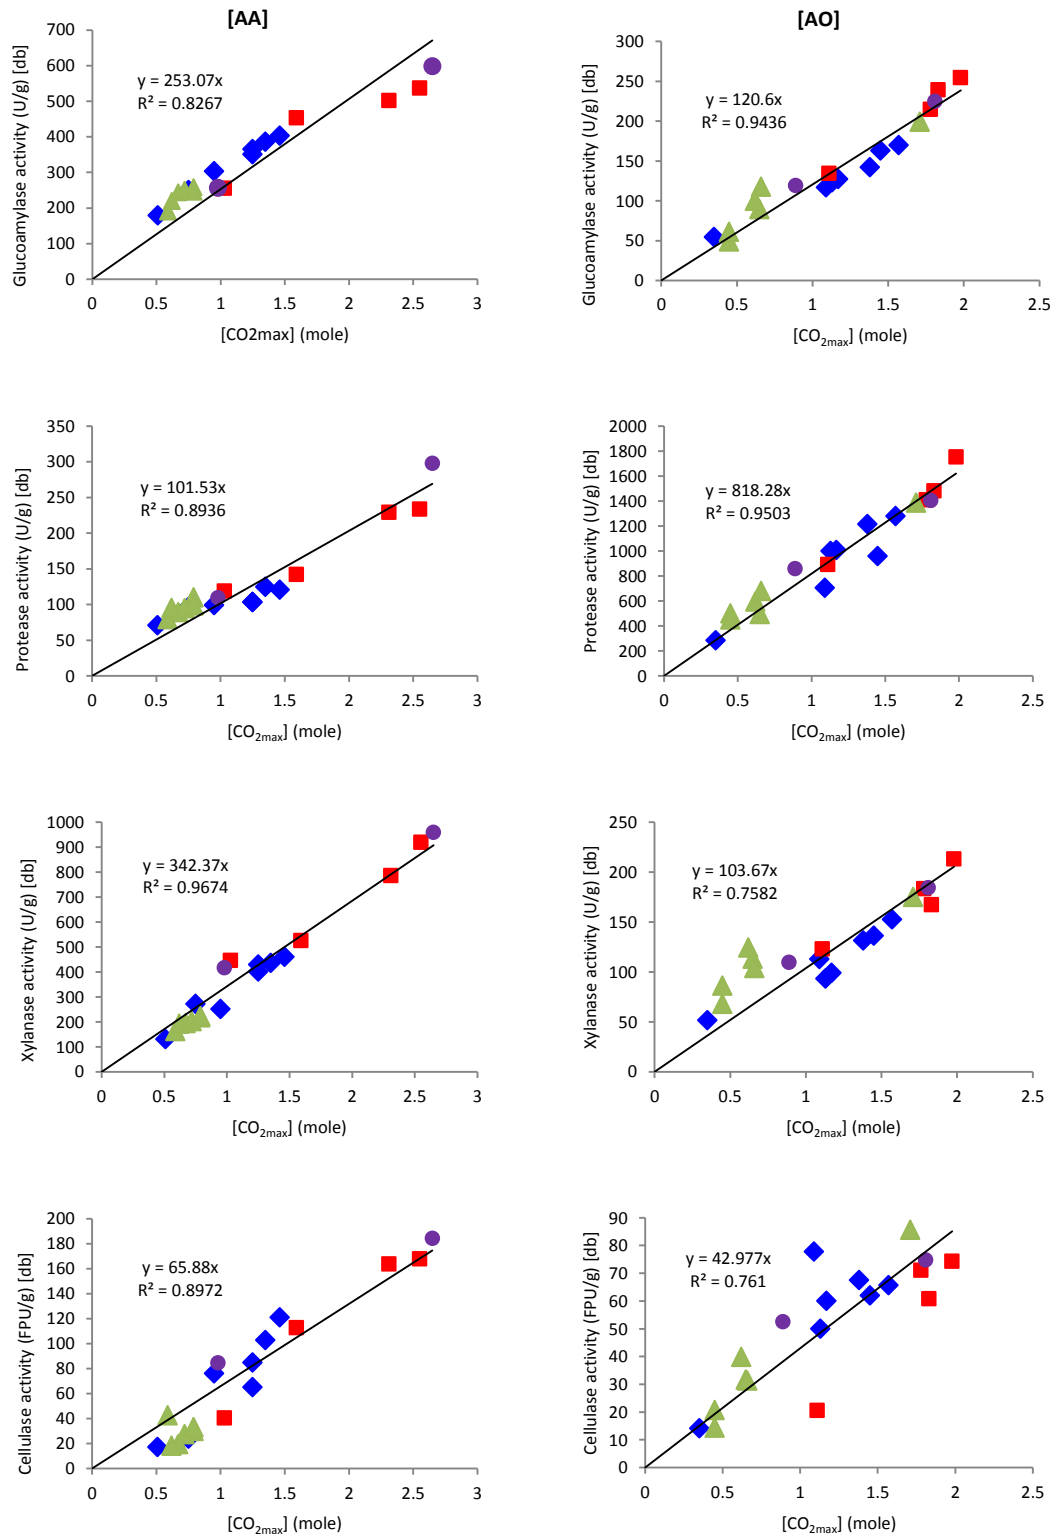 [AA]
Glucoamylase activity (U/g) [db]
700
600
500
400
300
200
100
0
y = 253.07x
R² = 0.8267
0 0.5 1 1.5 2 2.5 3
[CO2max] (mole)
[AO]
Glucoamylase activity (U/g) [db]
300
250
200
150
100
50
0
y = 120.6x
R² = 0.9436
0 0.5 1 1.5 2 2.5
[CO2max] (mole)
Protease activity (U/g) [db]
350
300
250
200
150
100
50
0
y = 101.53x
R² = 0.8936
0 0.5 1 1.5 2 2.5 3
[CO2max] (mole)
Protease activity (U/g) [db]
2000
1800
1600
1400
1200
1000
800
600
400
200
0
y = 818.28x
R² = 0.9503
0 0.5 1 1.5 2 2.5
[CO2max] (mole)
Xylanase activity (U/g) [db]
1000
900
800
700
600
500
400
300
200
100
0
y = 342.37x
R² = 0.9674
0 0.5 1 1.5 2 2.5 3
[CO2max] (mole)
Xylanase activity (U/g) [db]
250
200
150
100
50
0
y = 103.67x
R² = 0.7582
0 0.5 1 1.5 2 2.5
[CO2max] (mole)
Cellulase activity (FPU/g) [db]
200
180
160
140
120
100
80
60
40
20
0
y = 65.88x
R² = 0.8972
0 0.5 1 1.5 2 2.5 3
[CO2max] (mole)
Cellulase activity (FPU/g) [db]
90
80
70
60
50
40
30
20
10
0
y = 42.977x
R² = 0.761
0 0.5 1 1.5 2 2.5
[CO2max] (mole)